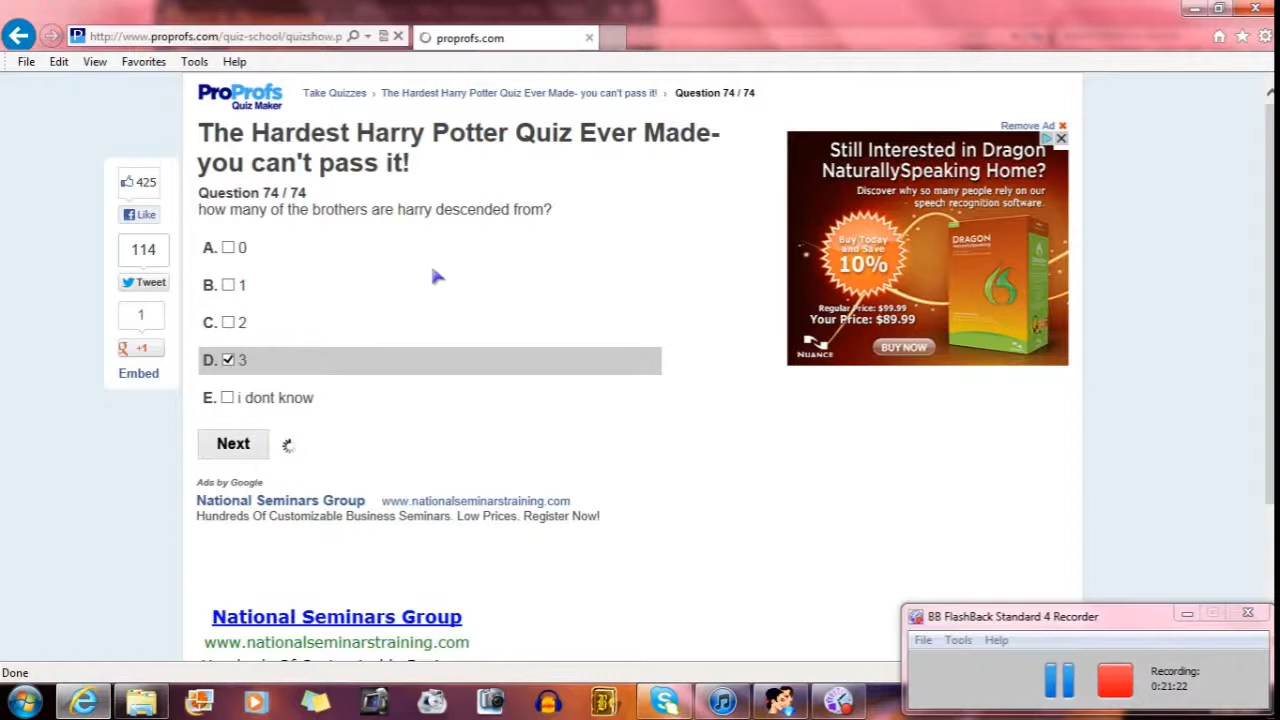 http://www.proprofs.com/quiz-school/quizshow.p
proprofs.com
File Edit View Favorites Tools Help
ProProfs
Quiz Maker
Take Quizzes › The Hardest Harry Potter Quiz Ever Made- you can't pass it! › Question 74 / 74
The Hardest Harry Potter Quiz Ever Made-
you can't pass it!
Question 74 / 74
how many of the brothers are harry descended from?
A. 0
B. 1
C. 2
D. 3
E. i dont know
Next
425
Like
114
Tweet
1
+1
Embed
Remove Ad
Still Interested in Dragon
NaturallySpeaking Home?
Discover why so many people rely on our
speech recognition software.
Buy Today
and Save
10%
DRAGON
Regular Price: $99.99
Your Price: $89.99
NUANCE
BUY NOW
Ads by Google
National Seminars Group www.nationalseminarstraining.com
Hundreds Of Customizable Business Seminars. Low Prices. Register Now!
National Seminars Group
www.nationalseminarstraining.com
Done
BB FlashBack Standard 4 Recorder
File Tools Help
Recording:
0:21:22